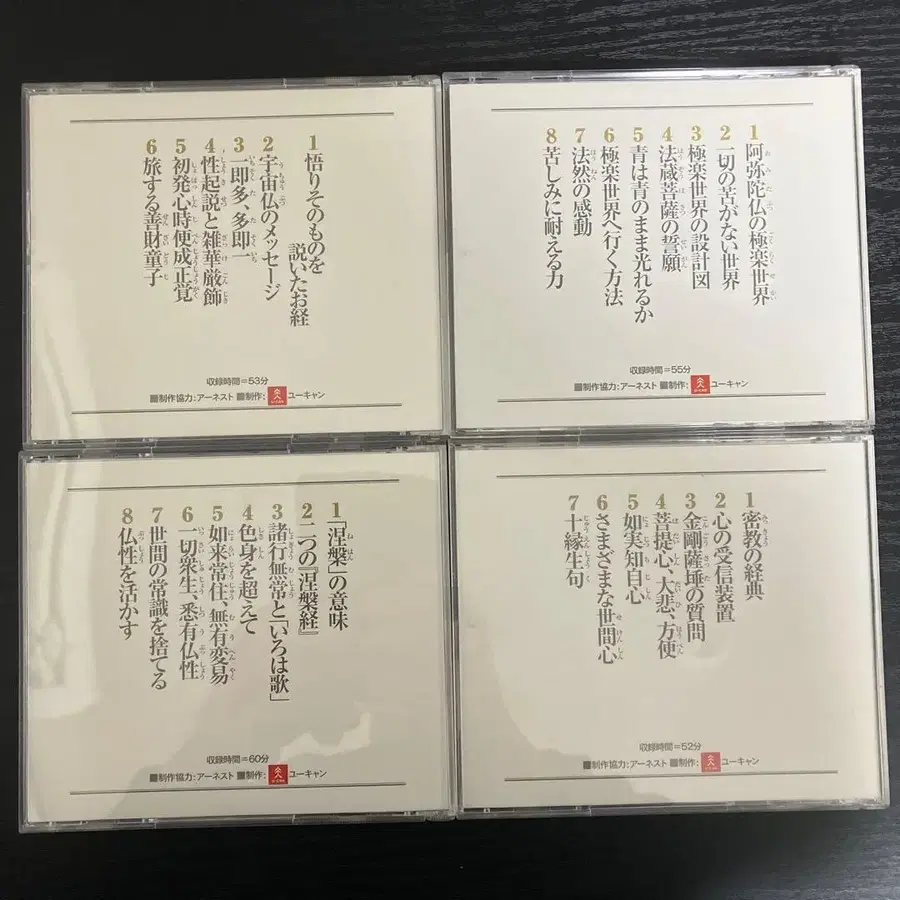 1 悟りそのものを
説いたお経
2 宇宙仏のメッセージ
3 一即多、多即一
4 性起説と雑華厳飾
5 初発心時便成正覚
6 旅する善財童子
収録時間=53分
■制作協力:アーネスト ■制作: ユーキャン
1 阿弥陀仏の極楽世界
2 一切の苦がない世界
3 極楽世界の設計図
4 法蔵菩薩の誓願
5 青は青のまま光れるか
6 極楽世界へ行く方法
7 法然の感動
8 苦しみに耐える力
収録時間=55分
■制作協力:アーネスト ■制作: ユーキャン
1 「涅槃」の意味
2 二つの『涅槃経』
3 諸行無常と「いろは歌」
4 色身を超えて
5 如来常住、無有変易
6 一切衆生、悉有仏性
7 世間の常識を捨てる
8 仏性を活かす
収録時間=60分
■制作協力:アーネスト ■制作: ユーキャン
1 密教の経典
2 心の受信装置
3 金剛薩埵の質問
4 菩提心、大悲、方便
5 如実知自心
6 さまざまな世間心
7 十縁生句
収録時間=52分
■制作協力:アーネスト ■制作: ユーキャン